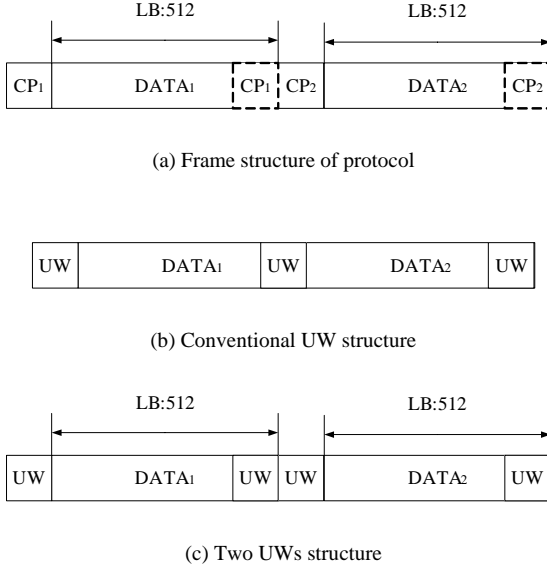 LB:512 LB:512
CP1 DATA1 CP1 CP2 DATA2 CP2
(a) Frame structure of protocol
UW DATA1 UW DATA2 UW
(b) Conventional UW structure
LB:512 LB:512
UW DATA1 UW UW DATA2 UW
(c) Two UWs structure